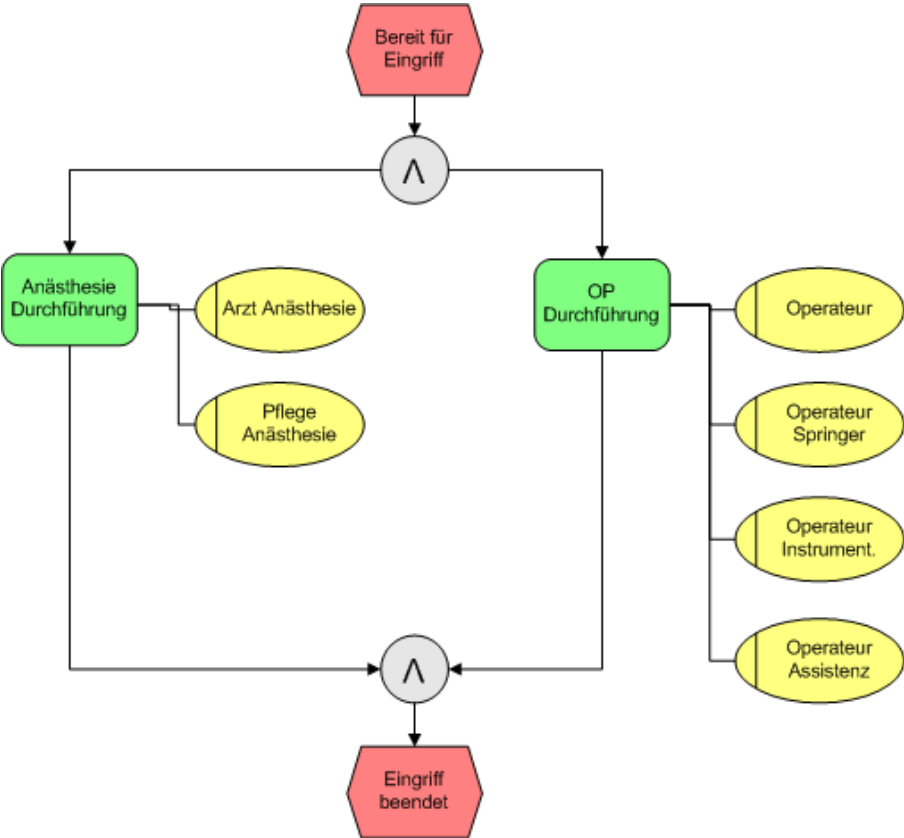 Bereit für
Eingriff
Λ
Anästhesie
Durchführung
Arzt Anästhesie
Pflege
Anästhesie
OP
Durchführung
Operateur
Operateur
Springer
Operateur
Instrument.
Operateur
Assistenz
Λ
Eingriff
beendet